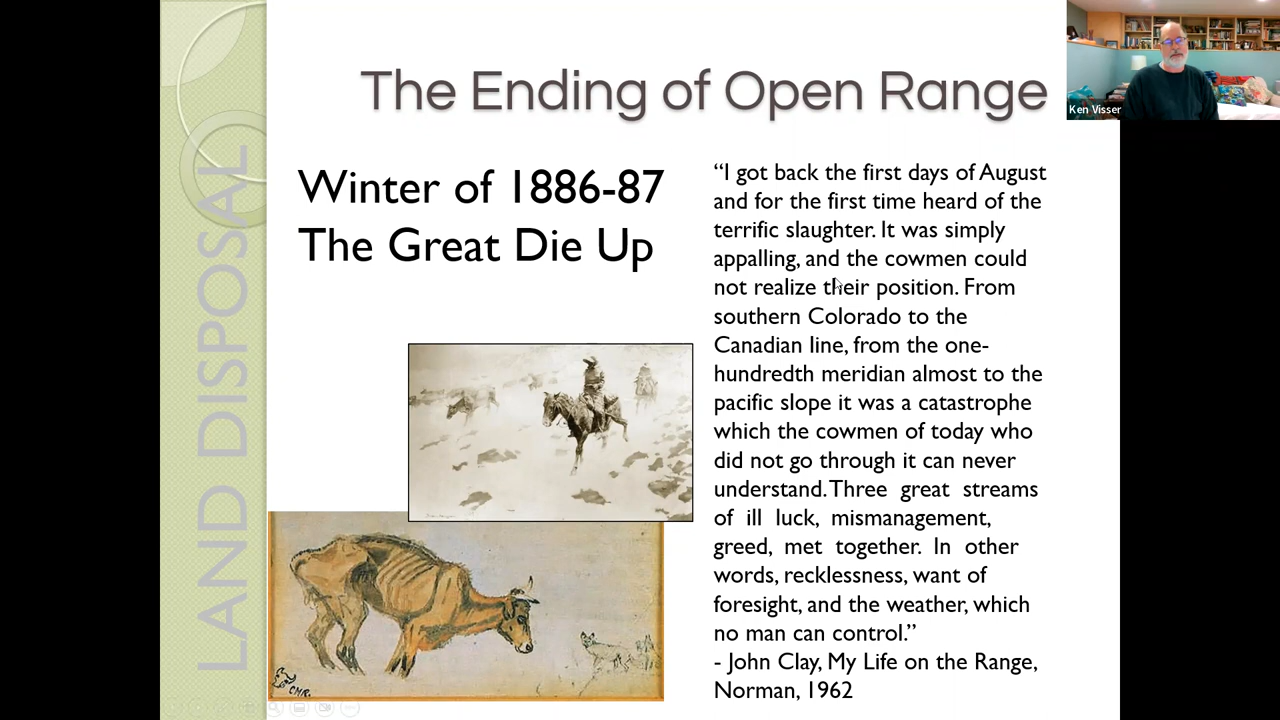 The Ending of Open Range
Ken Visser
LAND DISPOSAL
Winter of 1886-87
The Great Die Up
“I got back the first days of August
and for the first time heard of the
terrific slaughter. It was simply
appalling, and the cowmen could
not realize their position. From
southern Colorado to the
Canadian line, from the one-
hundredth meridian almost to the
pacific slope it was a catastrophe
which the cowmen of today who
did not go through it can never
understand. Three great streams
of ill luck, mismanagement,
greed, met together. In other
words, recklessness, want of
foresight, and the weather, which
no man can control.”
- John Clay, My Life on the Range,
Norman, 1962
CMR.